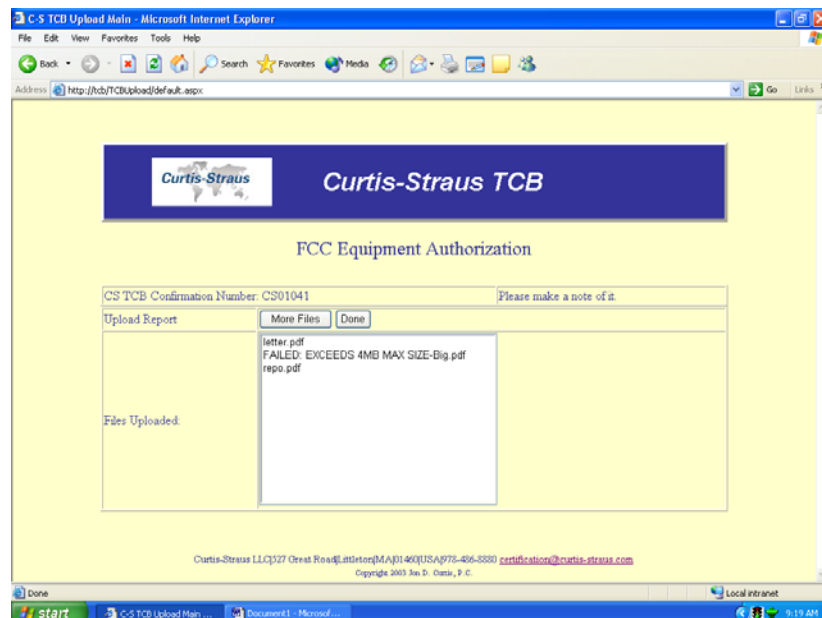 C-S TCB Upload Main - Microsoft Internet Explorer
File Edit View Favorites Tools Help
Back Search Favorites Media
Address http://tcb/TCBUpload/default.aspx Go Links
Curtis-Straus Curtis-Straus TCB
FCC Equipment Authorization
CS TCB Confirmation Number: CS01041 Please make a note of it.
Upload Report More Files Done
letter.pdf
FAILED: EXCEEDS 4MB MAX SIZE-Big.pdf
repo.pdf
Files Uploaded:
Curtis-Straus LLC|527 Great Road|Littleton|MA|01460|USA|978-486-8880 certification@curtis-straus.com
Copyright 2003 Jon D. Curtis, P.C.
Done Local intranet
start C-S TCB Upload Main ... Document1 - Microsof... 9:19 AM